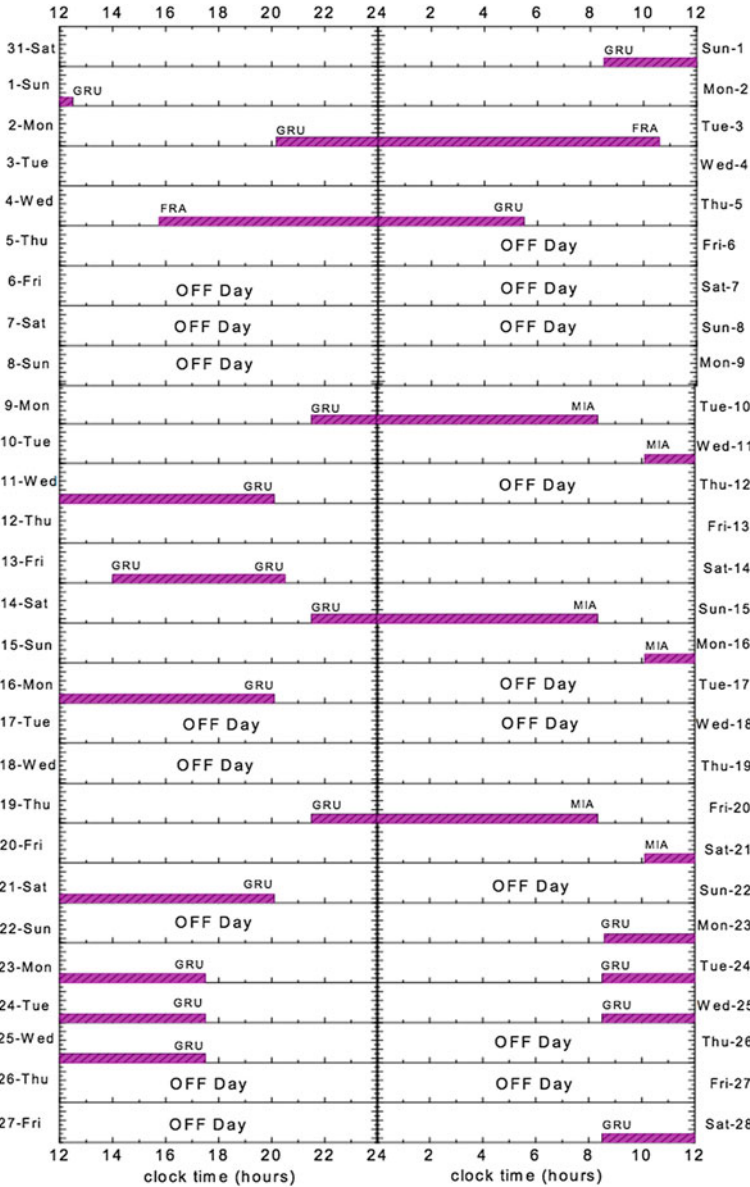 12 14 16 18 20 22 24 2 4 6 8 10 12
31-Sat GRU Sun-1
1-Sun GRU Mon-2
2-Mon GRU FRA Tue-3
3-Tue Wed-4
4-Wed FRA GRU Thu-5
5-Thu OFF Day Fri-6
6-Fri OFF Day OFF Day Sat-7
7-Sat OFF Day OFF Day Sun-8
8-Sun OFF Day Mon-9
9-Mon GRU MIA Tue-10
10-Tue MIA Wed-11
11-Wed GRU OFF Day Thu-12
12-Thu Fri-13
13-Fri GRU GRU Sat-14
14-Sat GRU MIA Sun-15
15-Sun MIA Mon-16
16-Mon GRU OFF Day Tue-17
17-Tue OFF Day OFF Day Wed-18
18-Wed OFF Day Thu-19
19-Thu GRU MIA Fri-20
20-Fri MIA Sat-21
21-Sat GRU OFF Day Sun-22
22-Sun OFF Day GRU Mon-23
23-Mon GRU GRU Tue-24
24-Tue GRU GRU Wed-25
25-Wed GRU OFF Day Thu-26
26-Thu OFF Day OFF Day Fri-27
27-Fri OFF Day GRU Sat-28
12 14 16 18 20 22 24 2 4 6 8 10 12
clock time (hours) clock time (hours)